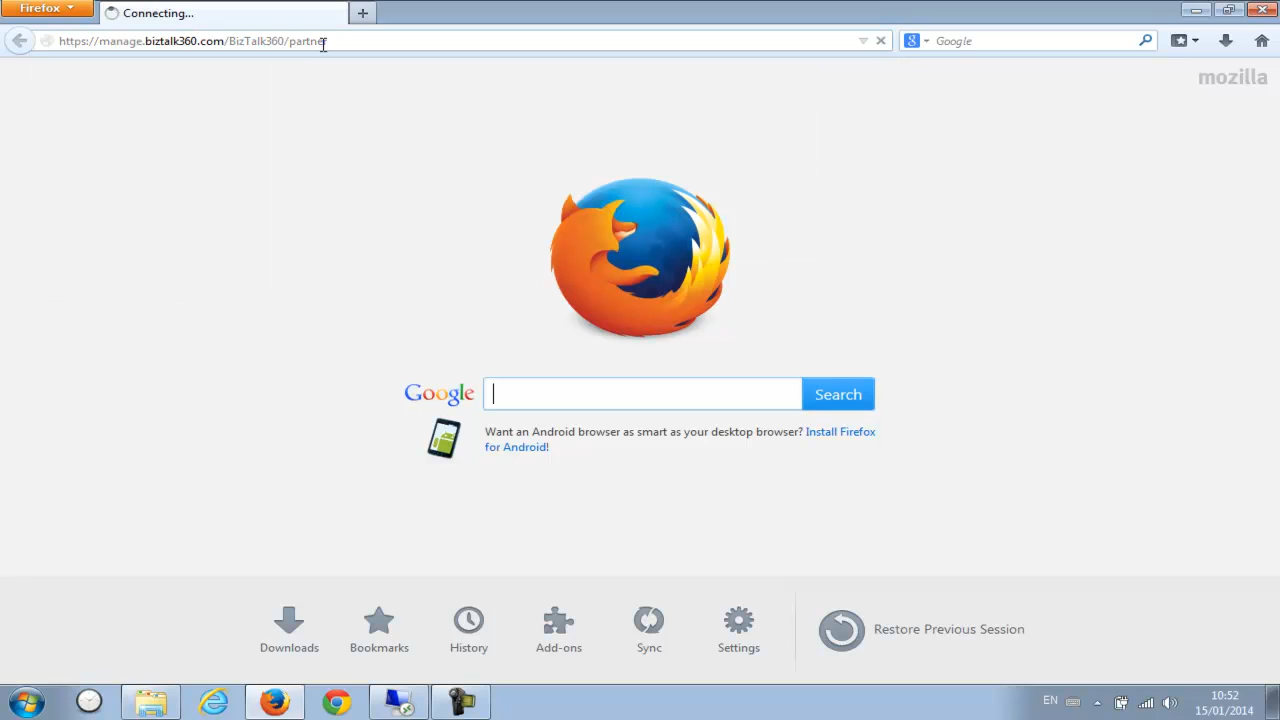 Firefox
Connecting...
https://manage.biztalk360.com/BizTalk360/partner
Google
mozilla
Google
Search
Want an Android browser as smart as your desktop browser? Install Firefox
for Android!
Downloads
Bookmarks
History
Add-ons
Sync
Settings
Restore Previous Session
EN
10:52
15/01/2014